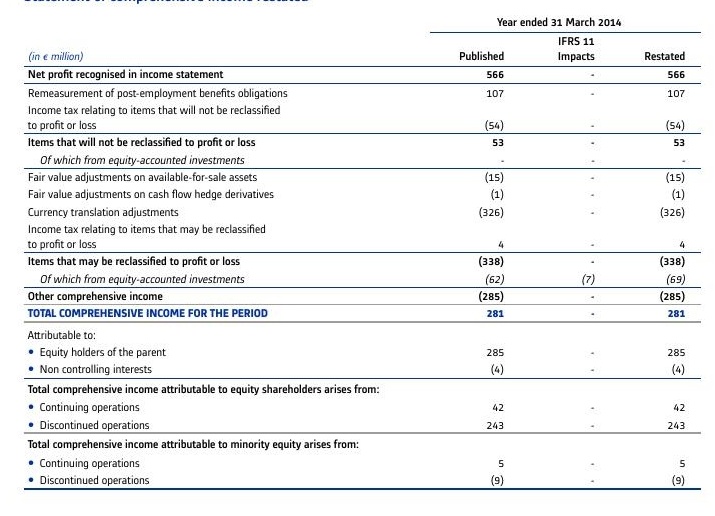 Statement of comprehensive income restated
Year ended 31 March 2014
IFRS 11
(in € million) Published Impacts Restated
Net profit recognised in income statement 566 - 566
Remeasurement of post-employment benefits obligations 107 - 107
Income tax relating to items that will not be reclassified
to profit or loss (54) - (54)
Items that will not be reclassified to profit or loss 53 - 53
Of which from equity-accounted investments - - -
Fair value adjustments on available-for-sale assets (15) - (15)
Fair value adjustments on cash flow hedge derivatives (1) - (1)
Currency translation adjustments (326) - (326)
Income tax relating to items that may be reclassified
to profit or loss 4 - 4
Items that may be reclassified to profit or loss (338) - (338)
Of which from equity-accounted investments (62) (7) (69)
Other comprehensive income (285) - (285)
TOTAL COMPREHENSIVE INCOME FOR THE PERIOD 281 - 281
Attributable to:
• Equity holders of the parent 285 - 285
• Non controlling interests (4) - (4)
Total comprehensive income attributable to equity shareholders arises from:
• Continuing operations 42 - 42
• Discontinued operations 243 - 243
Total comprehensive income attributable to minority equity arises from:
• Continuing operations 5 - 5
• Discontinued operations (9) - (9)